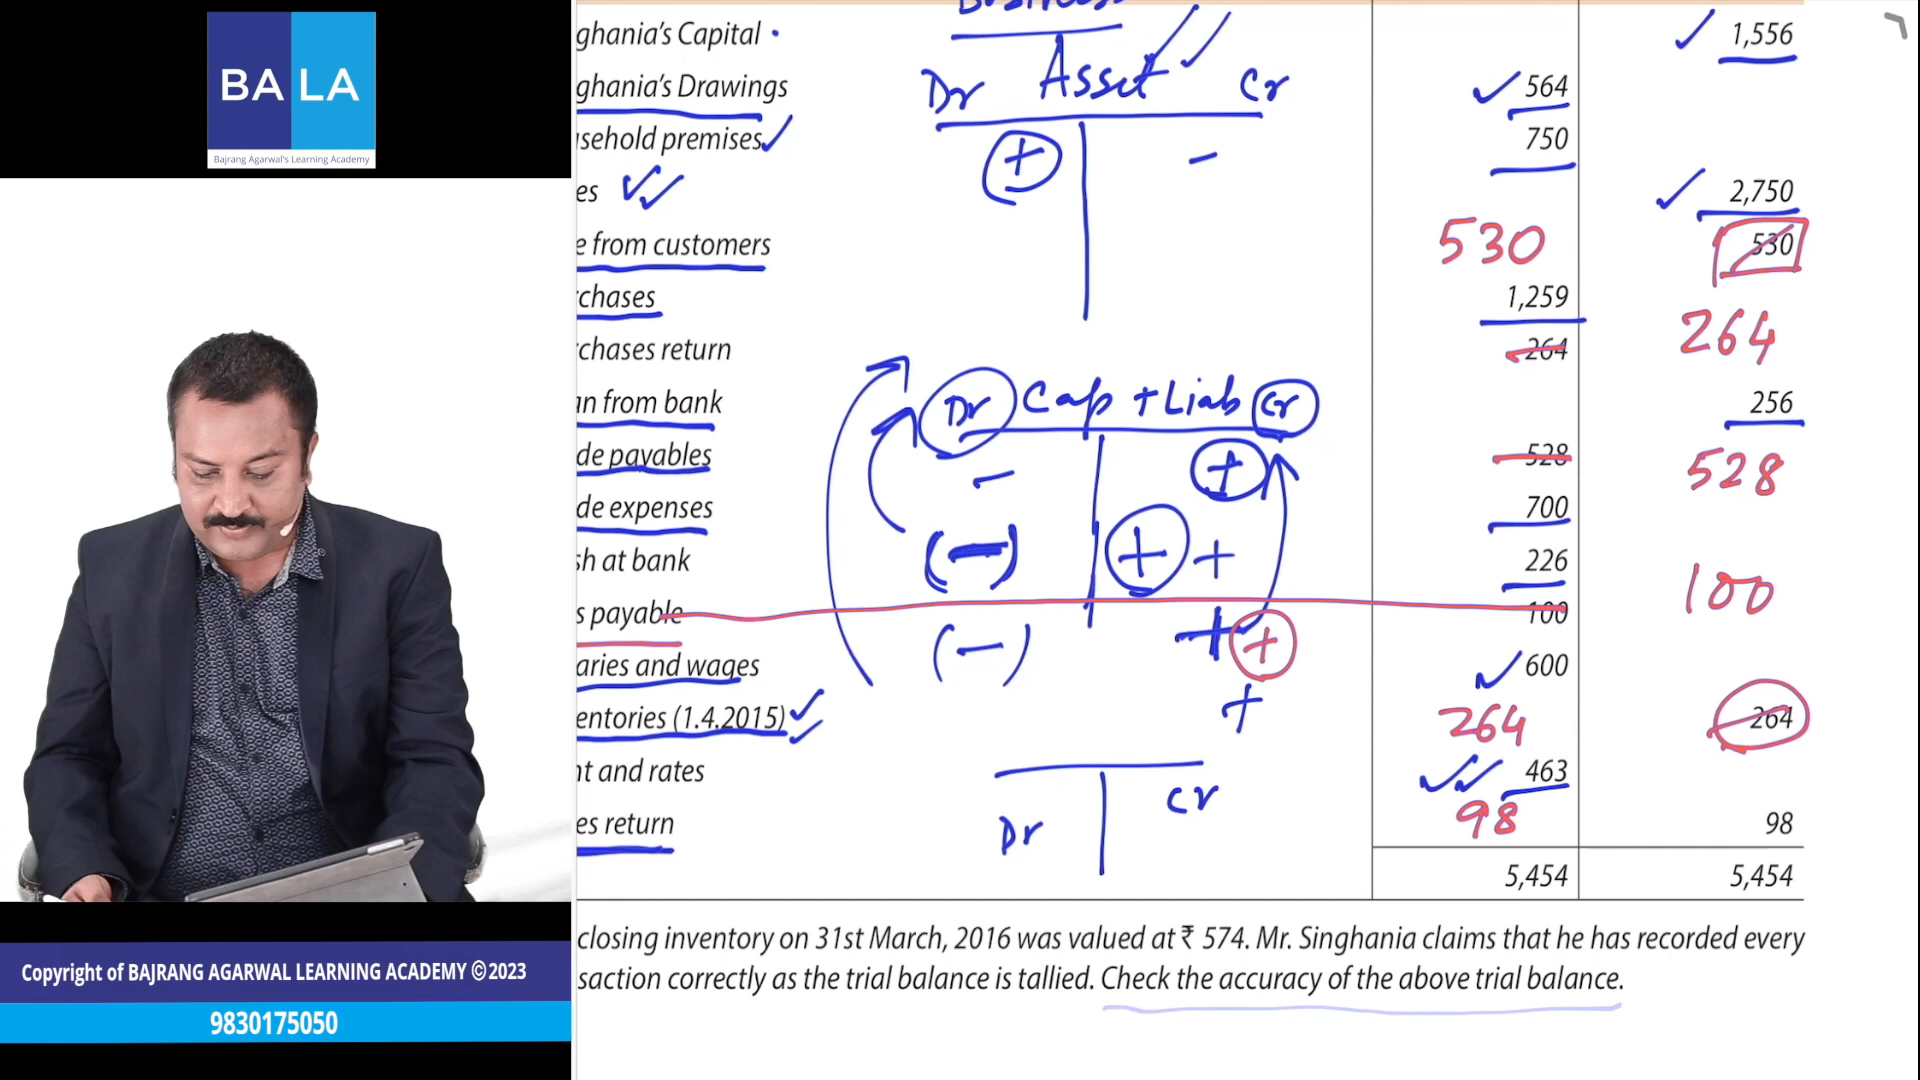 BA LA
Bajrang Agarwal's Learning Academy
Business
Dr Asset Cr
+ -
ghania's Capital 1,556
ghania's Drawings 564
sehold premises 750
es 2,750
e from customers 530 530
rchases 1,259
rchases return 264 264
Dr Cap + Liab Cr
- +
(-) + +
(-) + +
+
an from bank 256
de payables 528 528
de expenses 700
sh at bank 226
s payable 100 100
aries and wages 600
entories (1.4.2015) 264 264
nt and rates 463
es return 98 98
Dr Cr
5,454 5,454
closing inventory on 31st March, 2016 was valued at ₹ 574. Mr. Singhania claims that he has recorded every
saction correctly as the trial balance is tallied. Check the accuracy of the above trial balance.
Copyright of BAJRANG AGARWAL LEARNING ACADEMY ©2023
9830175050